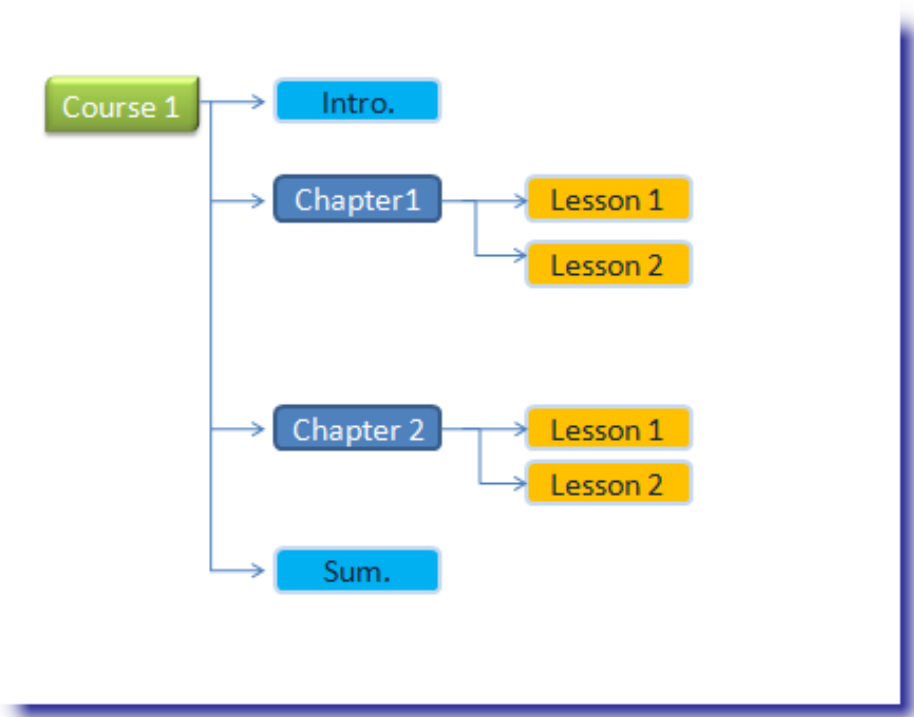 Course 1
Intro.
Chapter1
Lesson 1
Lesson 2
Chapter 2
Lesson 1
Lesson 2
Sum.